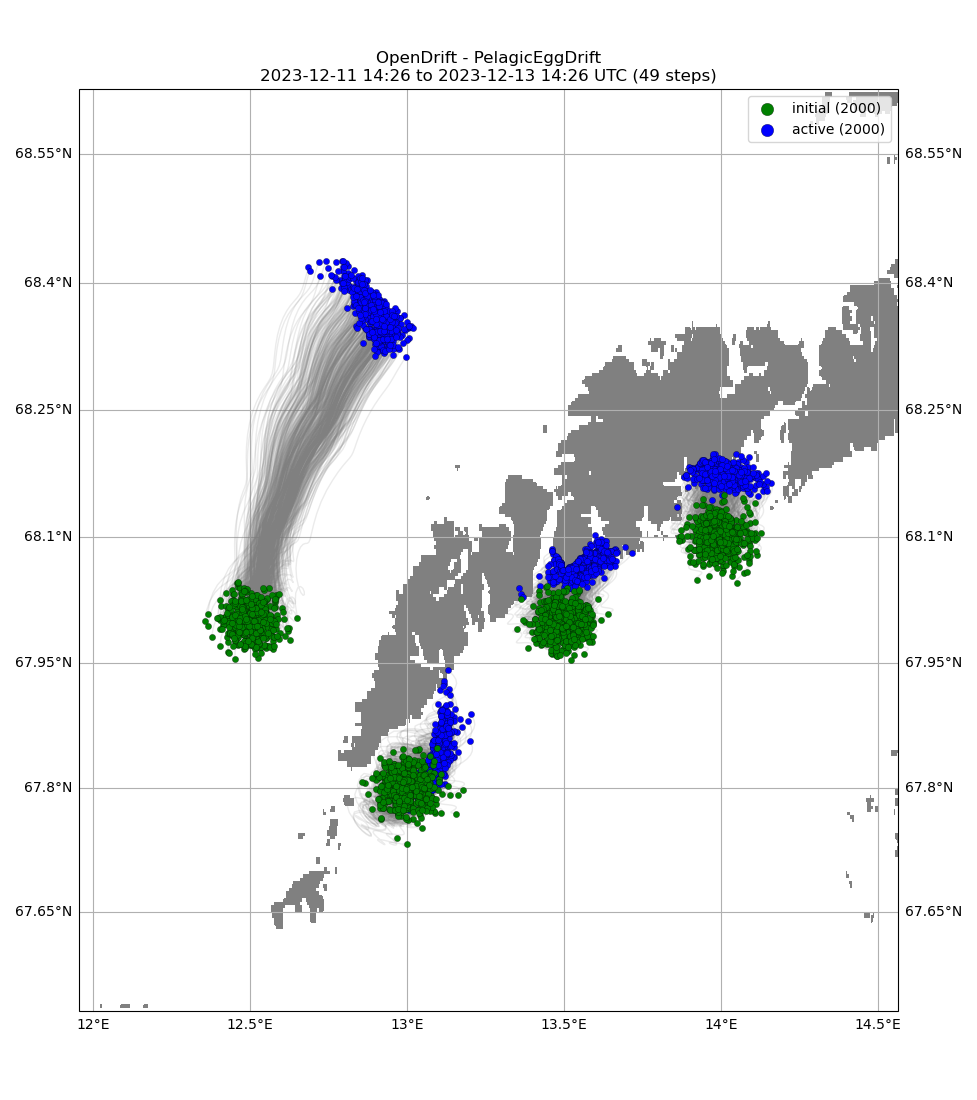 OpenDrift - PelagicEggDrift
2023-12-11 14:26 to 2023-12-13 14:26 UTC (49 steps)
initial (2000)
active (2000)
68.55°N 68.55°N
68.4°N 68.4°N
68.25°N 68.25°N
68.1°N 68.1°N
67.95°N 67.95°N
67.8°N 67.8°N
67.65°N 67.65°N
12°E 12.5°E 13°E 13.5°E 14°E 14.5°E